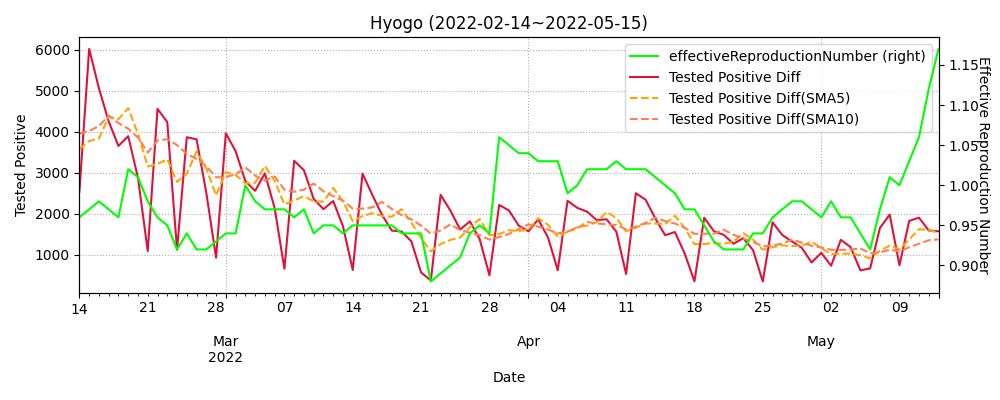 Hyogo (2022-02-14~2022-05-15)
effectiveReproductionNumber (right)
Tested Positive Diff
Tested Positive Diff(SMA5)
Tested Positive Diff(SMA10)
Tested Positive
6000
5000
4000
3000
2000
1000
1.15
1.10
1.05
1.00
0.95
0.90
Effective Reproduction Number
14 21 28 07 14 21 28 04 11 18 25 02 09
Mar Apr May
2022
Date